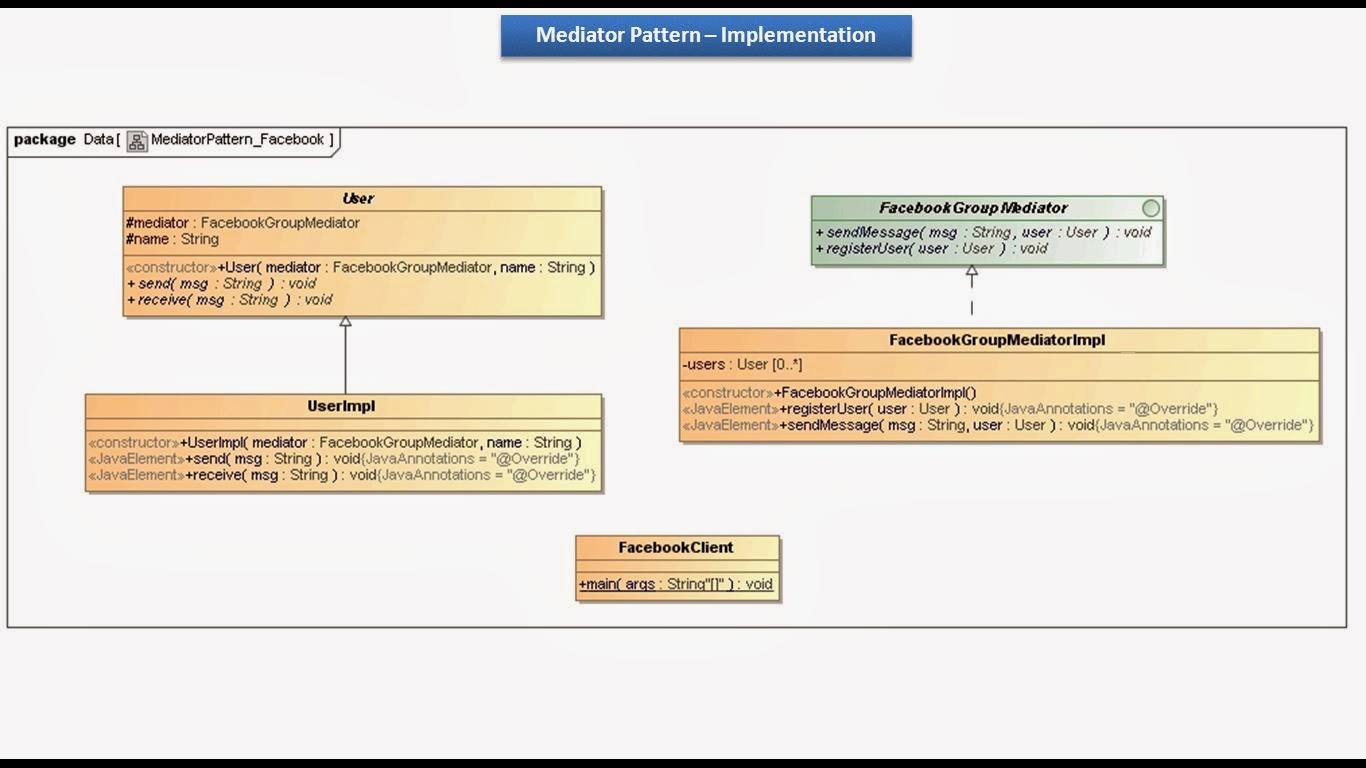 Mediator Pattern – Implementation
package Data [ MediatorPattern_Facebook ]
User
#mediator : FacebookGroupMediator
#name : String
«constructor»+User( mediator : FacebookGroupMediator, name : String )
+ send( msg : String ) : void
+ receive( msg : String ) : void
FacebookGroupMediator
+ sendMessage( msg : String, user : User ) : void
+ registerUser( user : User ) : void
FacebookGroupMediatorImpl
-users : User [0..*]
«constructor»+FacebookGroupMediatorImpl()
«JavaElement»+registerUser( user : User ) : void{JavaAnnotations = "@Override"}
«JavaElement»+sendMessage( msg : String, user : User ) : void{JavaAnnotations = "@Override"}
UserImpl
«constructor»+UserImpl( mediator : FacebookGroupMediator, name : String )
«JavaElement»+send( msg : String ) : void{JavaAnnotations = "@Override"}
«JavaElement»+receive( msg : String ) : void{JavaAnnotations = "@Override"}
FacebookClient
+main( args : String"[]" ) : void